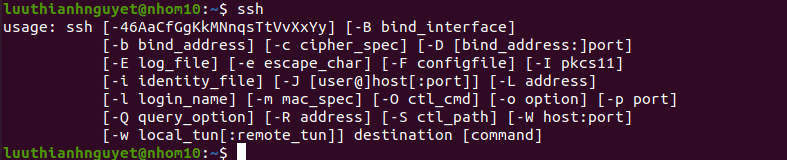 luuthianhnguyet@nhom10:~$ ssh
usage: ssh [-46AaCfGgKkMNnqsTtVvXxYy] [-B bind_interface]
           [-b bind_address] [-c cipher_spec] [-D [bind_address:]port]
           [-E log_file] [-e escape_char] [-F configfile] [-I pkcs11]
           [-i identity_file] [-J [user@]host[:port]] [-L address]
           [-l login_name] [-m mac_spec] [-O ctl_cmd] [-o option] [-p port]
           [-Q query_option] [-R address] [-S ctl_path] [-W host:port]
           [-w local_tun[:remote_tun]] destination [command]
luuthianhnguyet@nhom10:~$